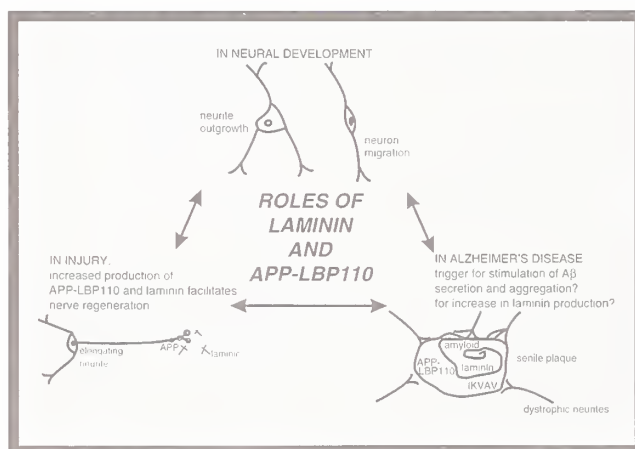 IN NEURAL DEVELOPMENT
neurite
outgrowth
neuron
migration
ROLES OF
LAMININ
AND
APP-LBP110
IN INJURY.
increased production of
APP-LBP110 and laminin facilitates
nerve regeneration
elongating
neurite
APP
laminin
IN ALZHEIMER'S DISEASE
trigger for stimulation of Aβ
secretion and aggregation?
for increase in laminin production?
amyloid
APP-
LBP110
laminin
IKVAV
senile plaque
dystrophic neurites